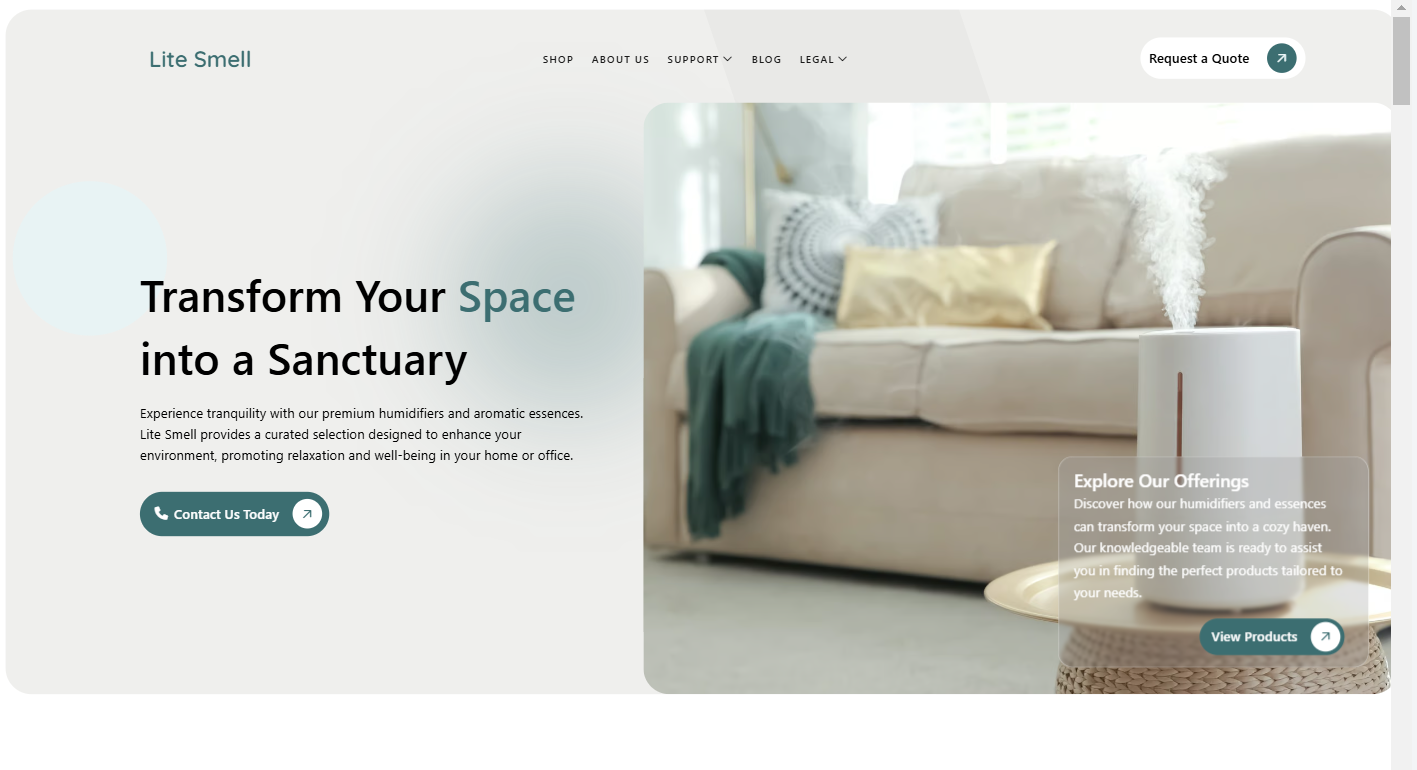 Lite Smell
SHOP ABOUT US SUPPORT BLOG LEGAL
Request a Quote
Transform Your Space
into a Sanctuary
Experience tranquility with our premium humidifiers and aromatic essences.
Lite Smell provides a curated selection designed to enhance your
environment, promoting relaxation and well-being in your home or office.
Contact Us Today
Explore Our Offerings
Discover how our humidifiers and essences
can transform your space into a cozy haven.
Our knowledgeable team is ready to assist
you in finding the perfect products tailored to
your needs.
View Products